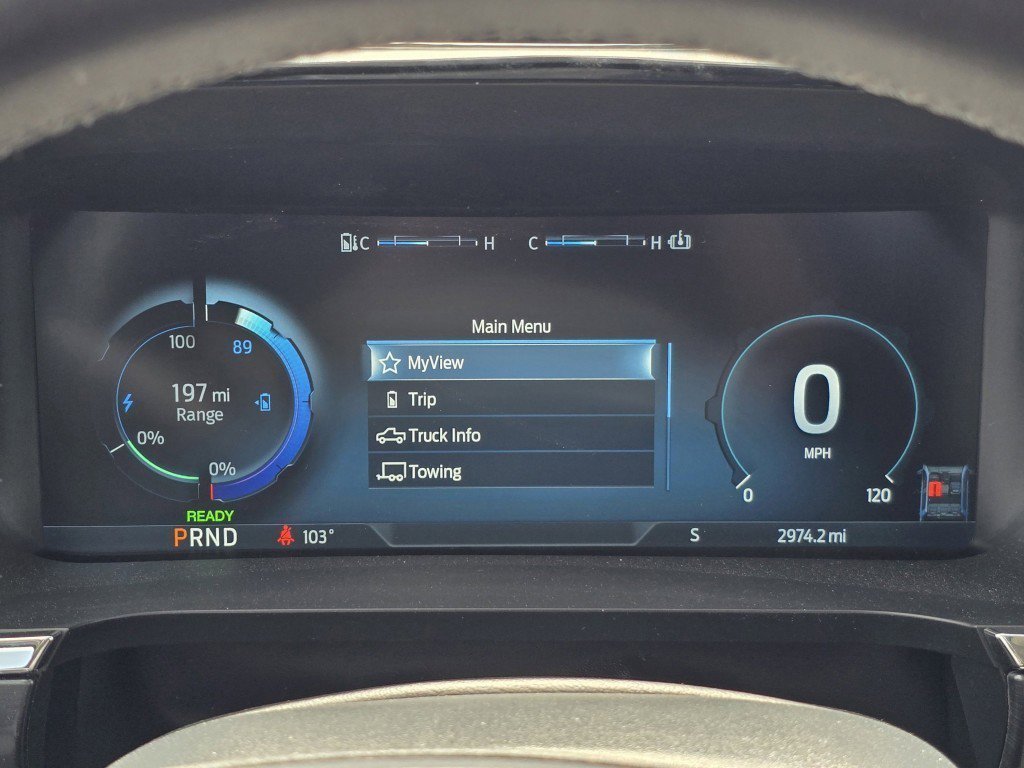 C H C H
Main Menu
MyView
Trip
Truck Info
Towing
100
89
197 mi
Range
0%
0%
READY
PRND
103°
0
MPH
0
120
S
2974.2 mi